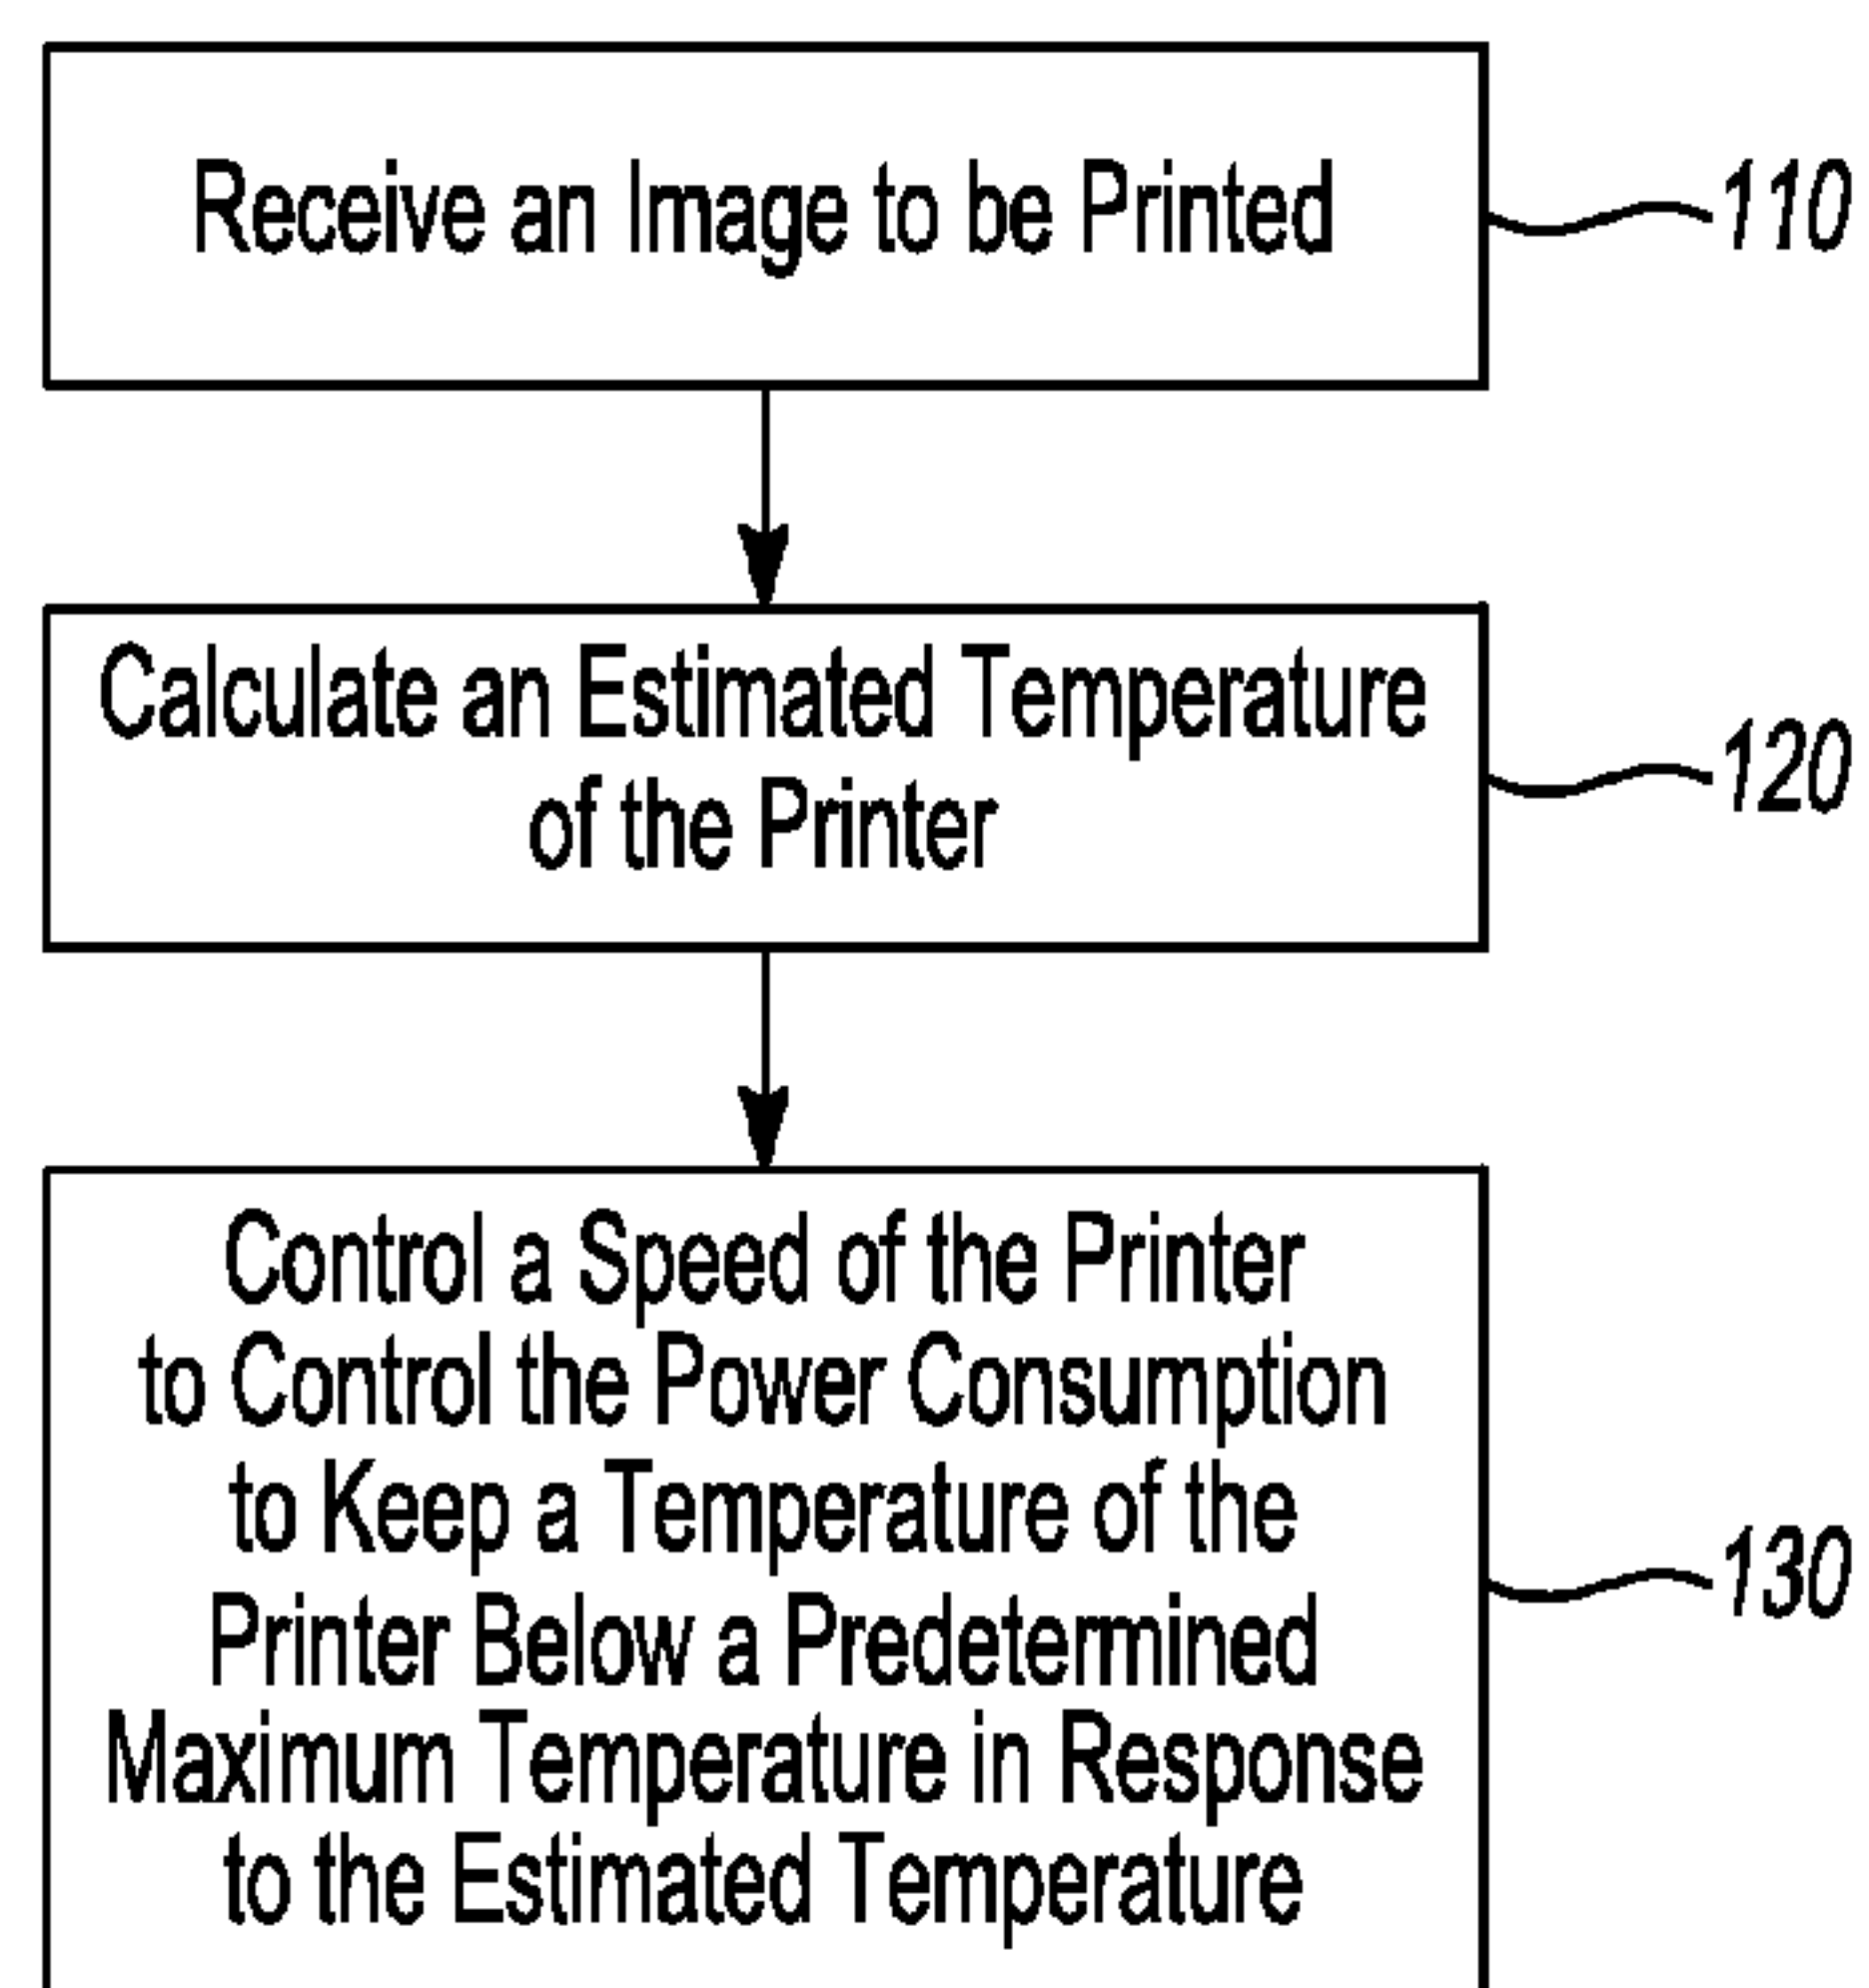 Receive an Image to be Printed
110
Calculate an Estimated Temperature
of the Printer
120
Control a Speed of the Printer
to Control the Power Consumption
to Keep a Temperature of the
Printer Below a Predetermined
Maximum Temperature in Response
to the Estimated Temperature
130